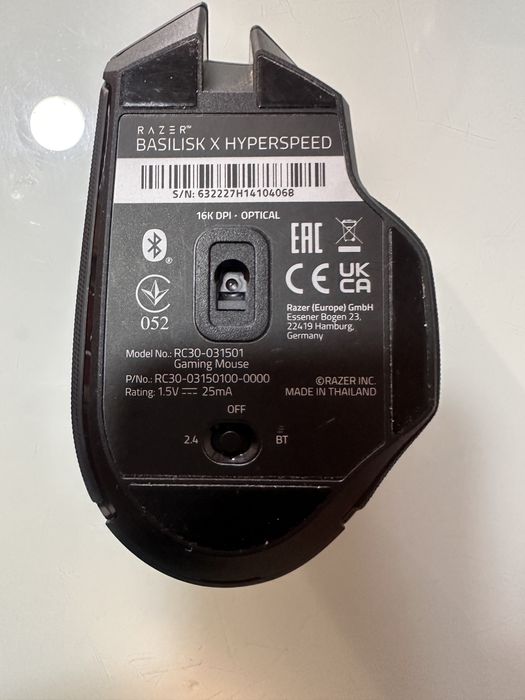 RAZER™
BASILISK X HYPERSPEED
S/N: 632227H14104068
16K DPI · OPTICAL
®
052
EAC
CE UK
CA
Razer (Europe) GmbH
Essener Bogen 23,
22419 Hamburg,
Germany
Model No.: RC30-031501
Gaming Mouse
P/No.: RC30-03150100-0000
Rating: 1.5V ⎓ 25mA
©RAZER INC.
MADE IN THAILAND
OFF
2.4
BT